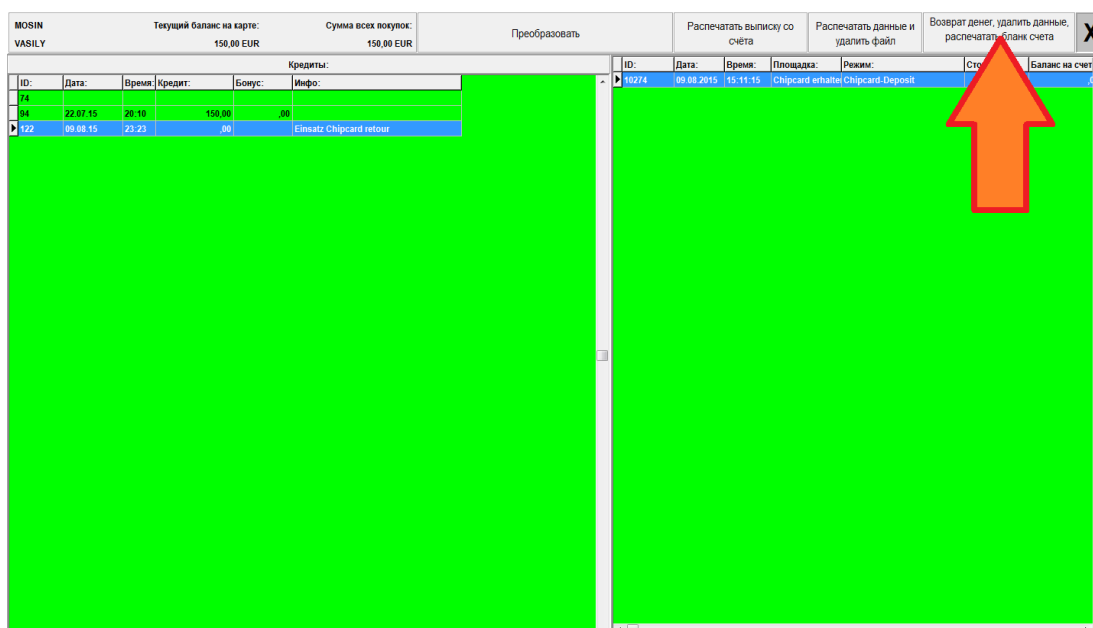 MOSIN Текущий баланс на карте: Сумма всех покупок:
VASILY 150,00 EUR 150,00 EUR
Преобразовать
Распечатать выписку со
счёта
Распечатать данные и
удалить файл
Возврат денег, удалить данные,
распечатать бланк счета
X
Кредиты:
ID: Дата: Время: Кредит: Бонус: Инфо:
74
94 22.07.15 20:10 150,00 ,00
122 09.08.15 23:23 ,00 Einsatz Chipcard retour
ID: Дата: Время: Площадка: Режим: Баланс на счет
10274 09.08.2015 15:11:15 Chipcard erhalte Chipcard-Deposit